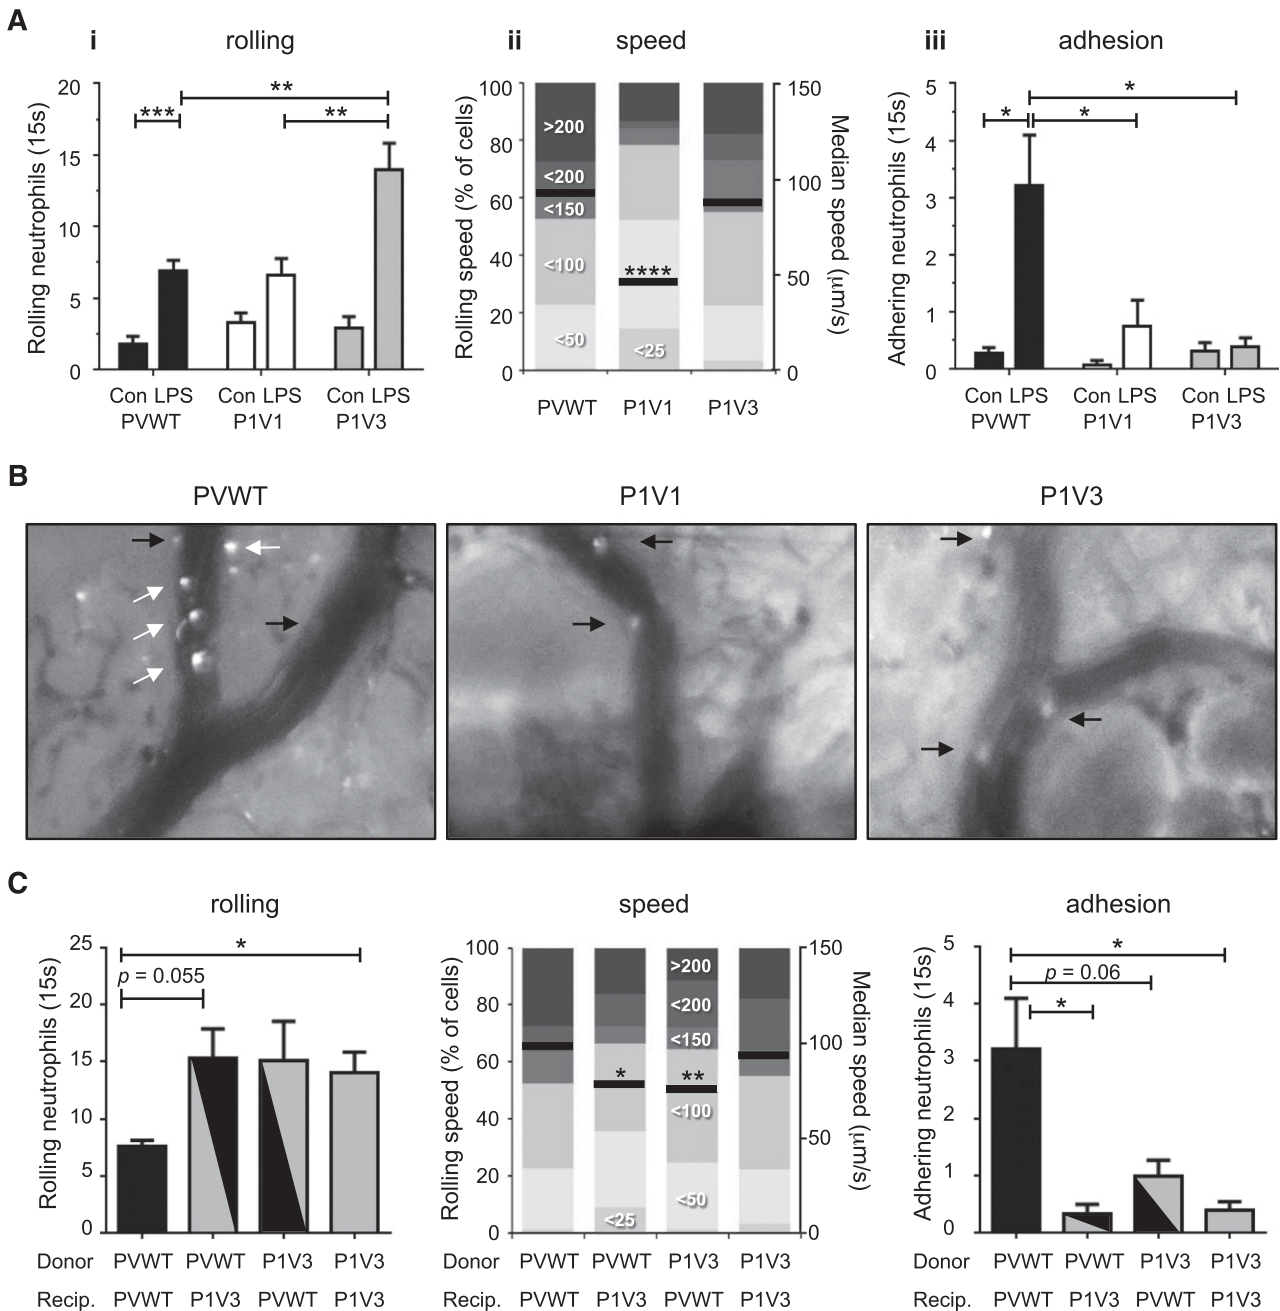 A
i rolling
ii speed
iii adhesion
Rolling neutrophils (15s)
20
15
10
5
0
***
**
**
Con LPS Con LPS Con LPS
PVWT P1V1 P1V3
Rolling speed (% of cells)
100
80
60
40
20
0
>200
<200
<150
<100
<50
****
<25
150
100
50
0
Median speed (μm/s)
PVWT P1V1 P1V3
Adhering neutrophils (15s)
5
4
3
2
1
0
*
*
*
Con LPS Con LPS Con LPS
PVWT P1V1 P1V3
B
PVWT P1V1 P1V3
C
rolling
speed
adhesion
Rolling neutrophils (15s)
25
20
15
10
5
0
*
p = 0.055
Donor PVWT PVWT P1V3 P1V3
Recip. PVWT P1V3 PVWT P1V3
Rolling speed (% of cells)
100
80
60
40
20
0
*
<25
>200
<200
<150
**
<100
<50
150
100
50
0
Median speed (μm/s)
Donor PVWT PVWT P1V3 P1V3
Recip. PVWT P1V3 PVWT P1V3
Adhering neutrophils (15s)
5
4
3
2
1
0
*
p = 0.06
*
Donor PVWT PVWT P1V3 P1V3
Recip. PVWT P1V3 PVWT P1V3